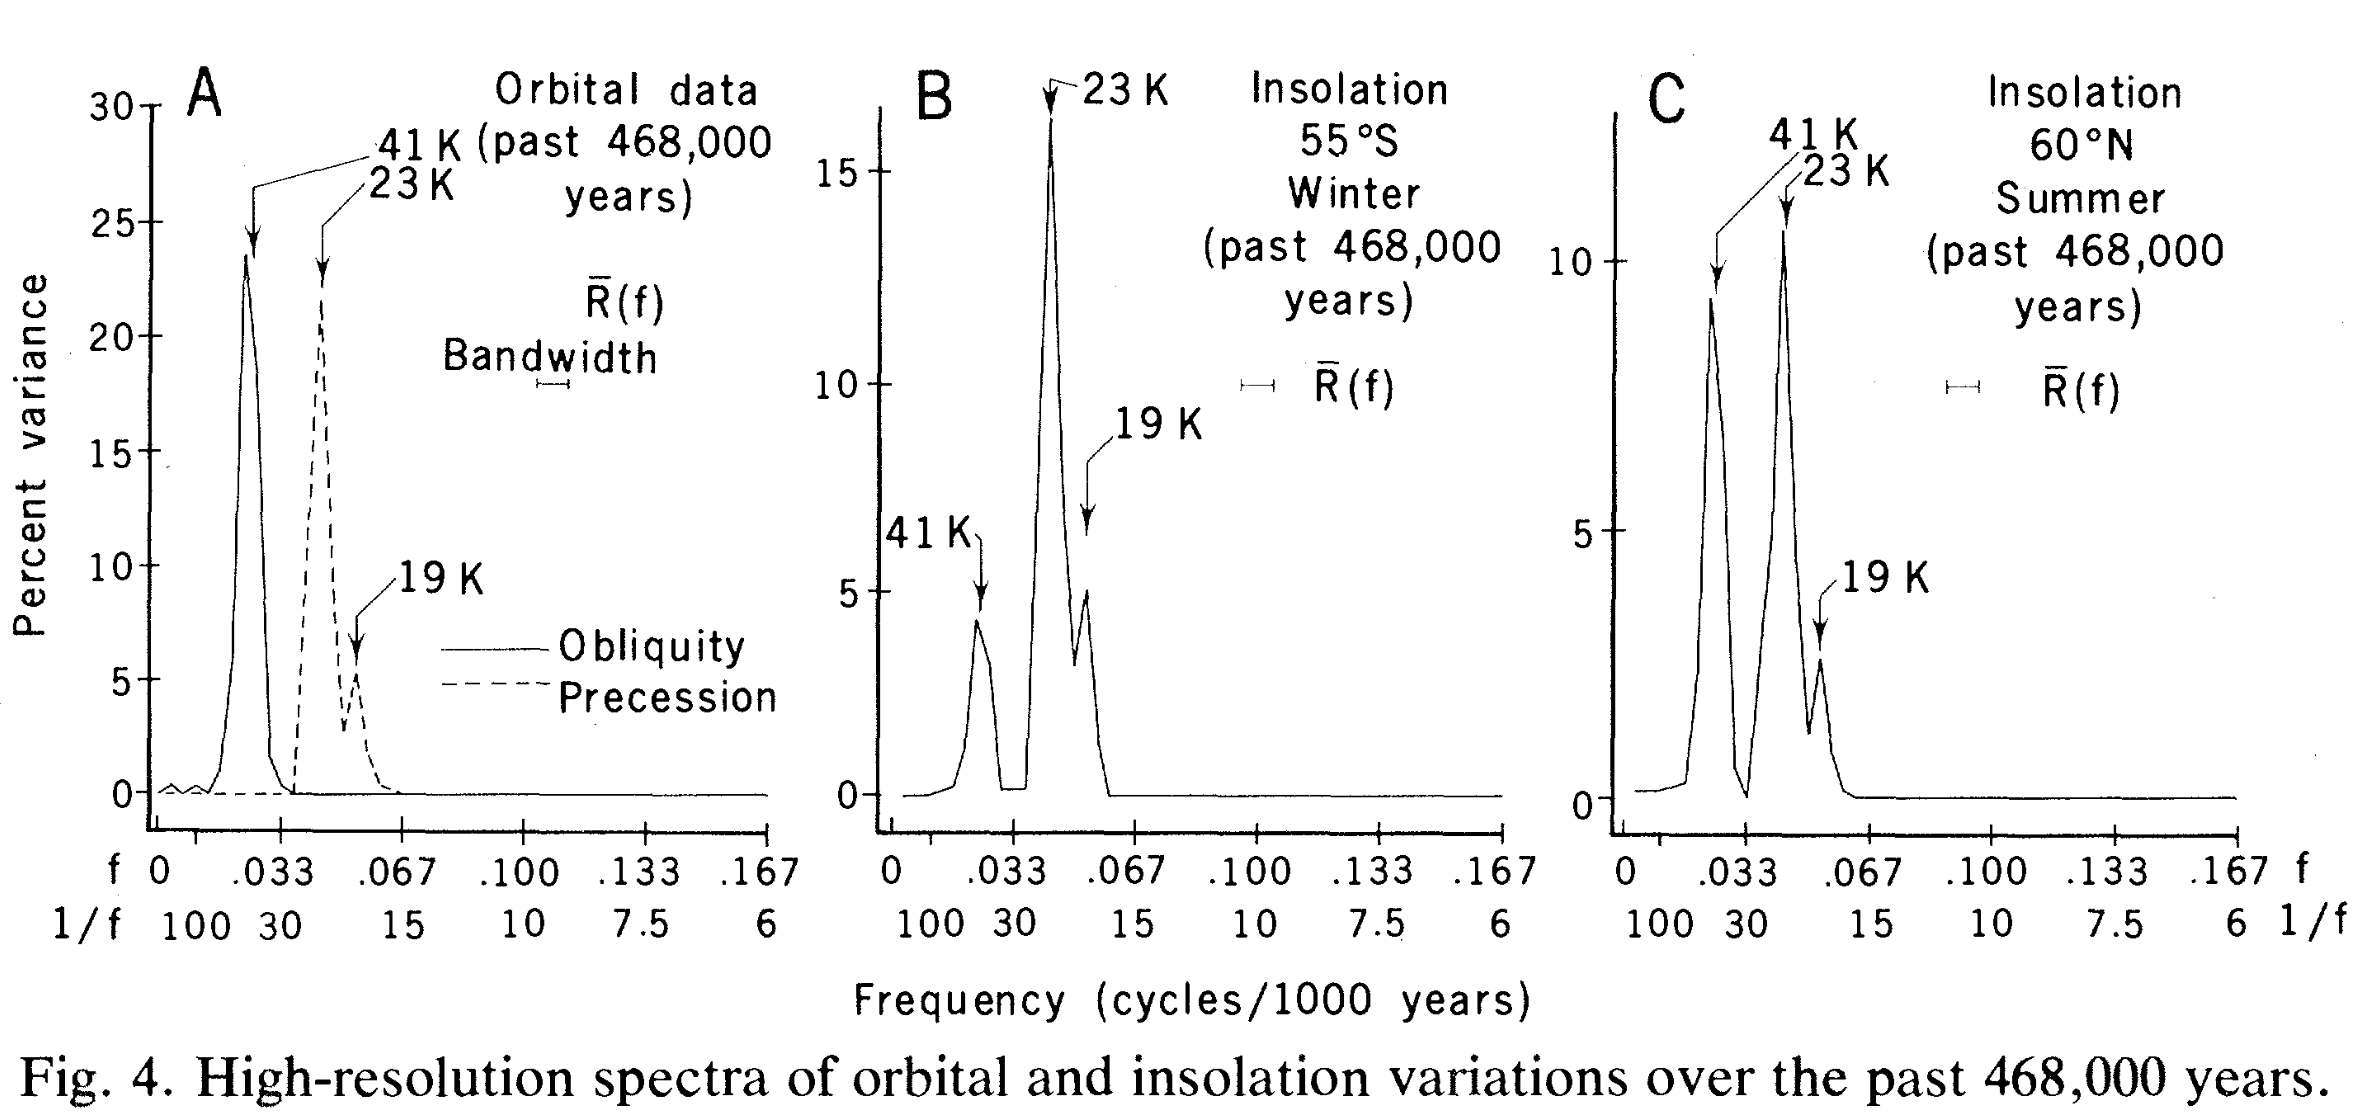 A
Orbital data
(past 468,000
years)
41 K
23 K
19 K
R̅(f)
Bandwidth
Obliquity
Precession
Percent variance
30
25
20
15
10
5
0
f 0 .033 .067 .100 .133 .167
1/f 100 30 15 10 7.5 6
B
23 K
Insolation
55°S
Winter
(past 468,000
years)
R̅(f)
19 K
41 K
15
10
5
0
0 .033 .067 .100 .133 .167
100 30 15 10 7.5 6
C
Insolation
60°N
Summer
(past 468,000
years)
41 K
23 K
R̅(f)
19 K
10
5
0
0 .033 .067 .100 .133 .167 f
100 30 15 10 7.5 6 1/f
Frequency (cycles/1000 years)
Fig. 4. High-resolution spectra of orbital and insolation variations over the past 468,000 years.